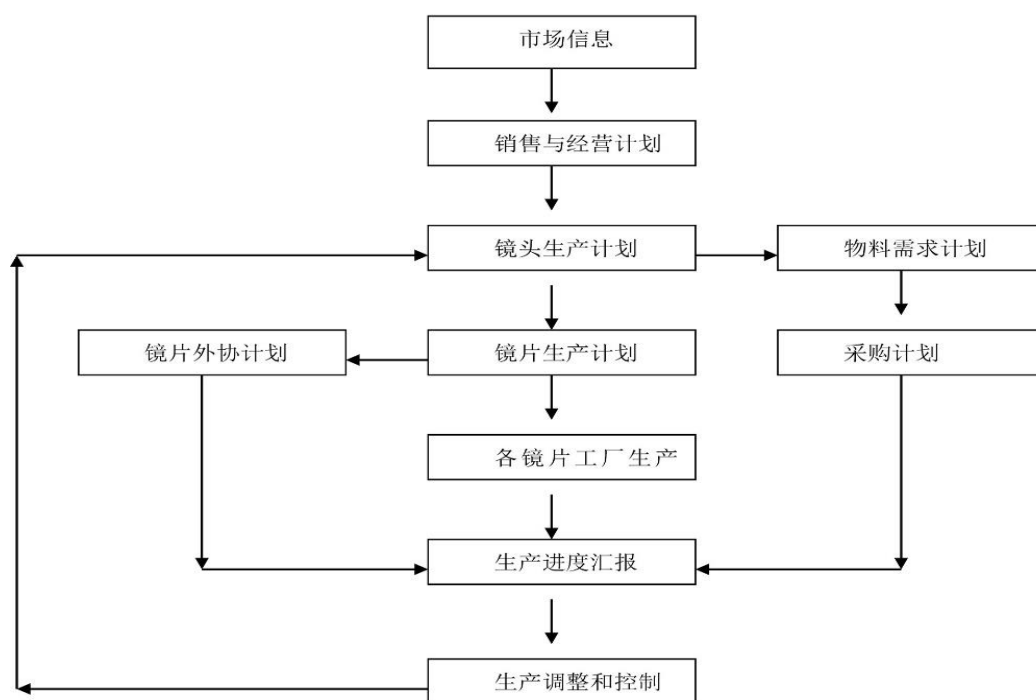 市场信息
销售与经营计划
镜头生产计划
物料需求计划
镜片外协计划
镜片生产计划
采购计划
各镜片工厂生产
生产进度汇报
生产调整和控制